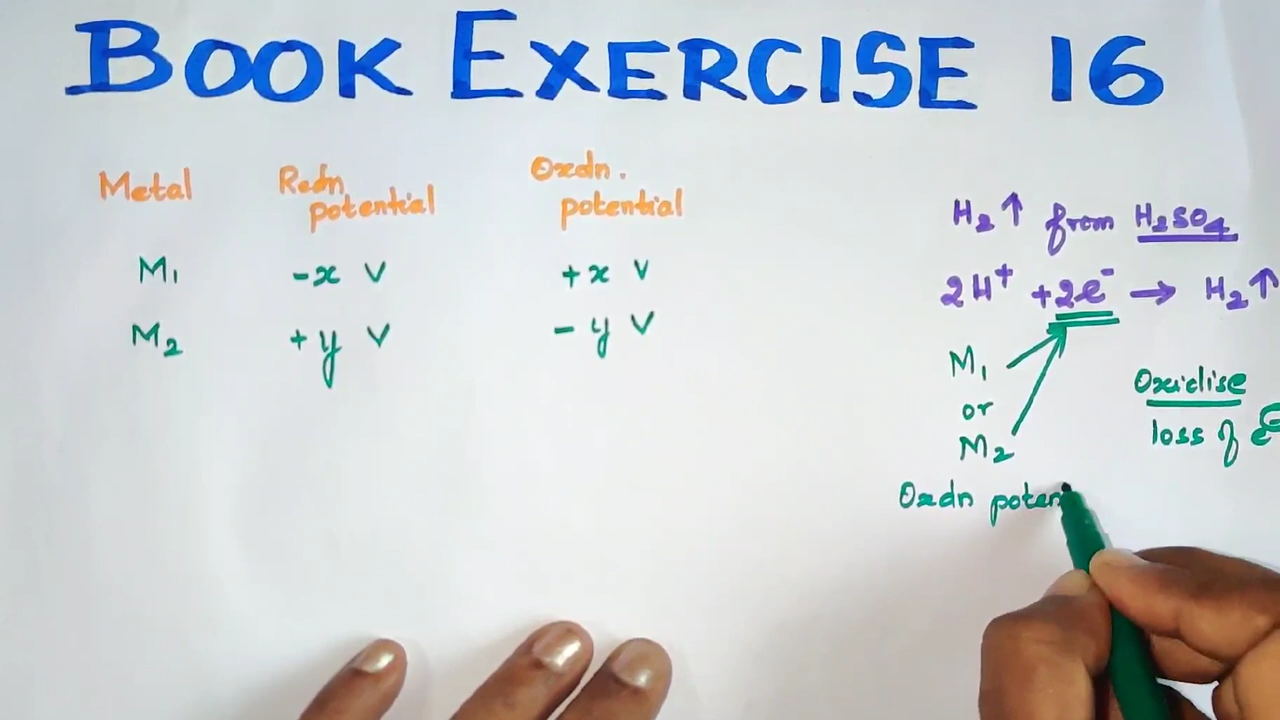 BOOK EXERCISE 16
Metal Redn potential Oxdn. potential
M₁ -x V +x V
M₂ +y V - y V
H₂↑ from H₂SO₄
2H⁺ + 2e⁻ → H₂↑
M₁
or
M₂
Oxidise
loss of e⁻
Oxdn poten